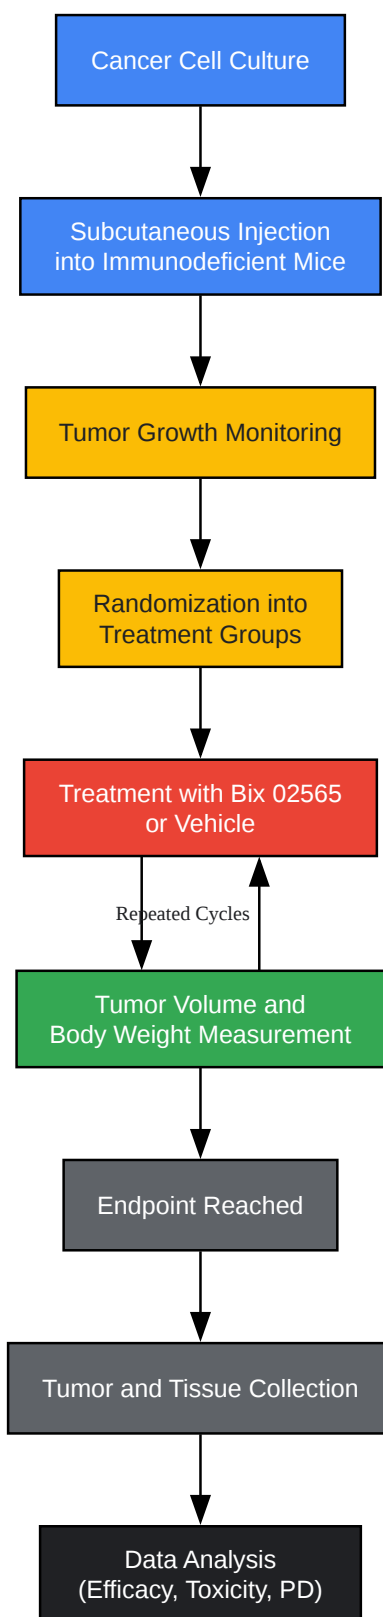 Cancer Cell Culture
Subcutaneous Injection
into Immunodeficient Mice
Tumor Growth Monitoring
Randomization into
Treatment Groups
Treatment with Bix 02565
or Vehicle
Repeated Cycles
Tumor Volume and
Body Weight Measurement
Endpoint Reached
Tumor and Tissue Collection
Data Analysis
(Efficacy, Toxicity, PD)